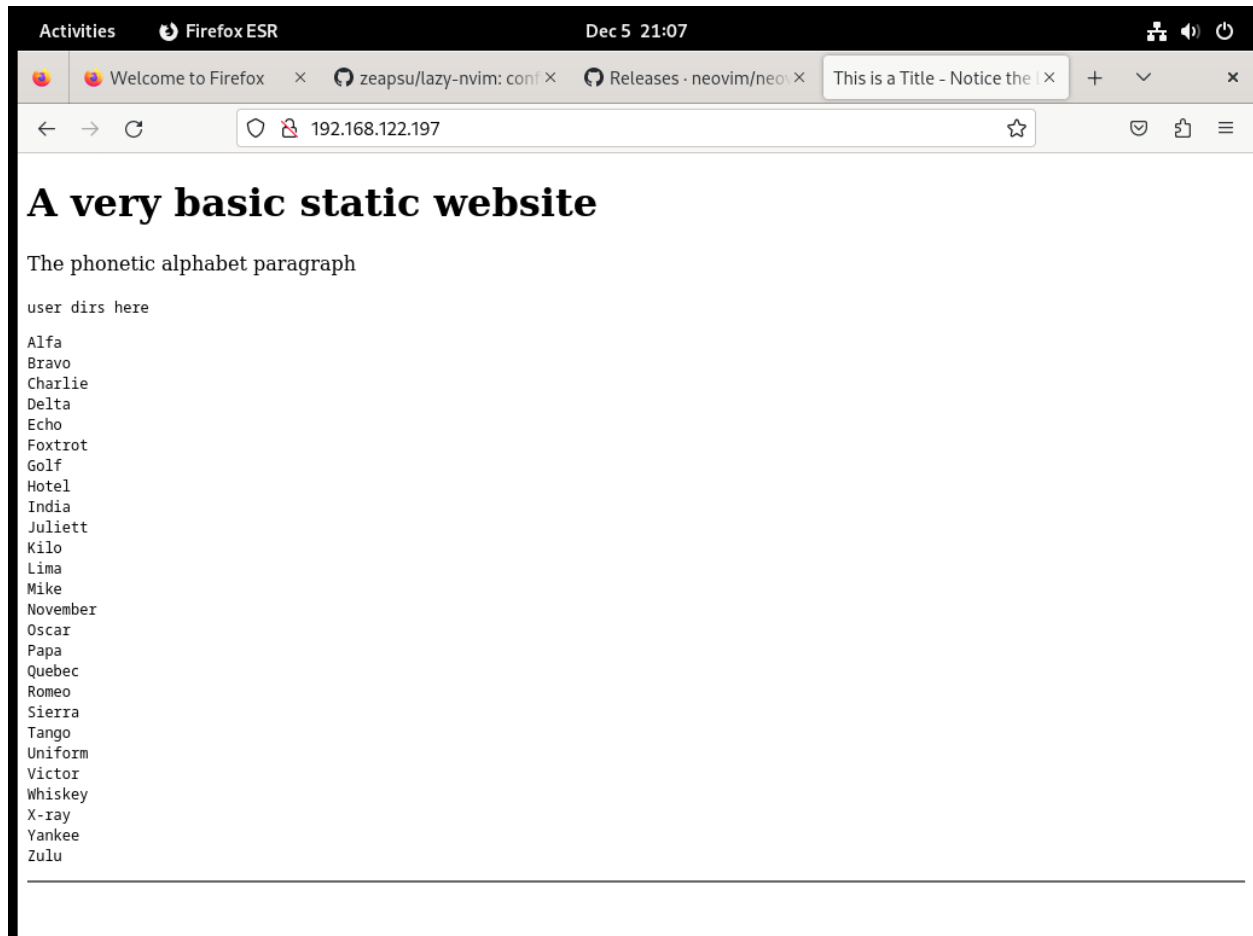 Activities Firefox ESR Dec 5 21:07
Welcome to Firefox zeapsu/lazy-nvim: conf Releases · neovim/neov This is a Title - Notice the
192.168.122.197
A very basic static website
The phonetic alphabet paragraph
user dirs here
Alfa
Bravo
Charlie
Delta
Echo
Foxtrot
Golf
Hotel
India
Juliett
Kilo
Lima
Mike
November
Oscar
Papa
Quebec
Romeo
Sierra
Tango
Uniform
Victor
Whiskey
X-ray
Yankee
Zulu